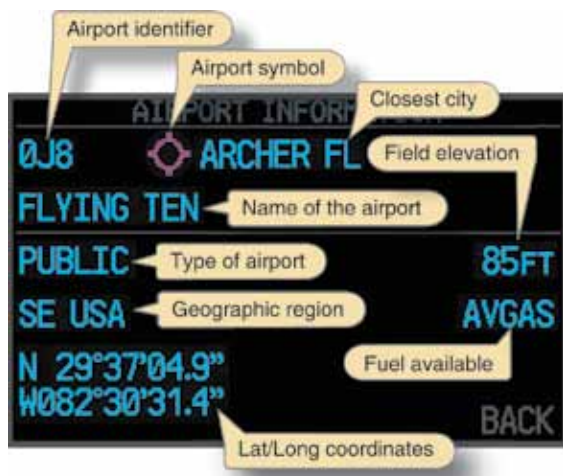 Airport identifier
Airport symbol
Closest city
AIRPORT INFORMATION
0J8 ARCHER FL
Field elevation
FLYING TEN
Name of the airport
PUBLIC
Type of airport
85FT
SE USA
Geographic region
AVGAS
Fuel available
N 29°37'04.9"
W082°30'31.4"
Lat/Long coordinates
BACK